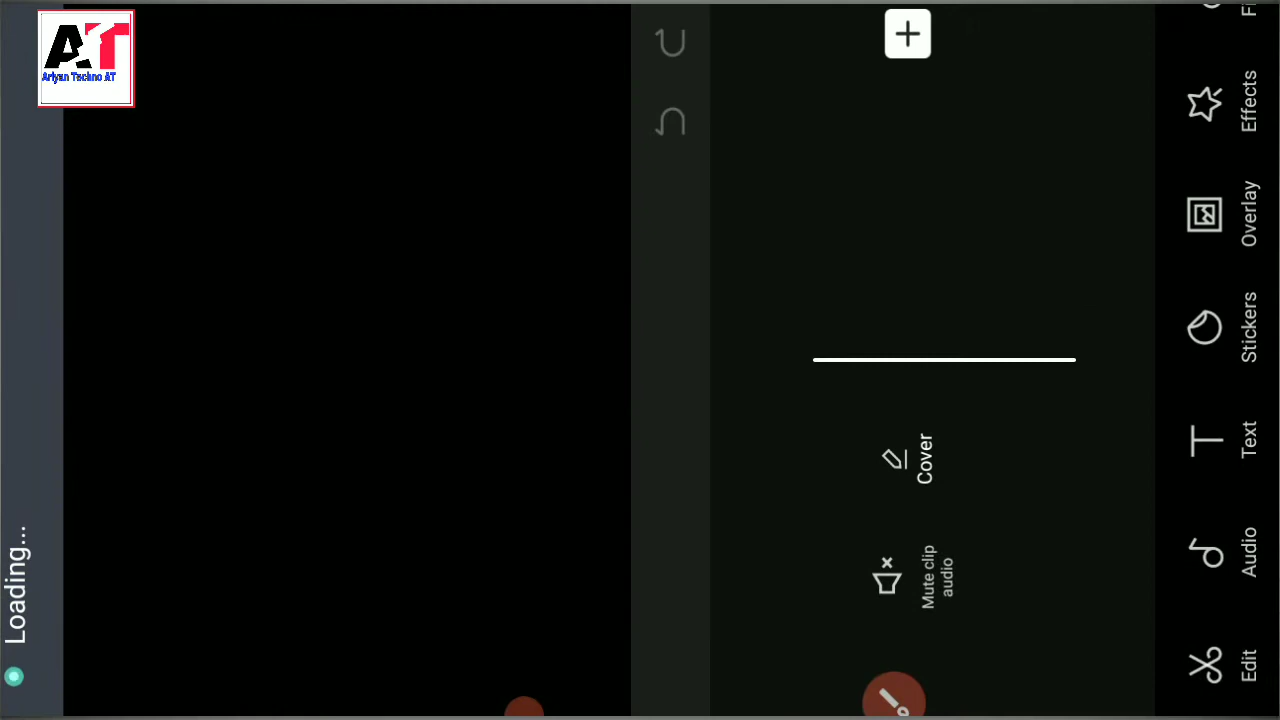 AT
Ariyan Techno AT
Loading...
Cover
Mute clip
audio
Edit
Audio
Text
Stickers
Overlay
Effects